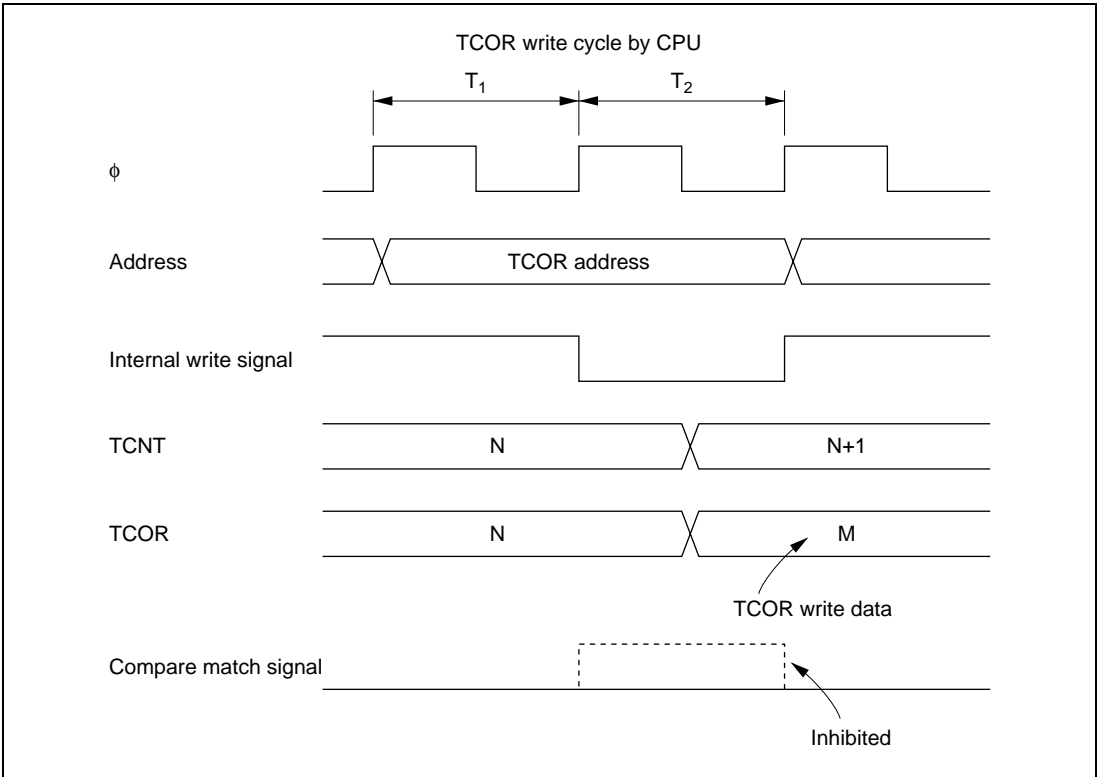 TCOR write cycle by CPU
T1 T2
ϕ
Address TCOR address
Internal write signal
TCNT N N+1
TCOR N M
TCOR write data
Compare match signal
Inhibited